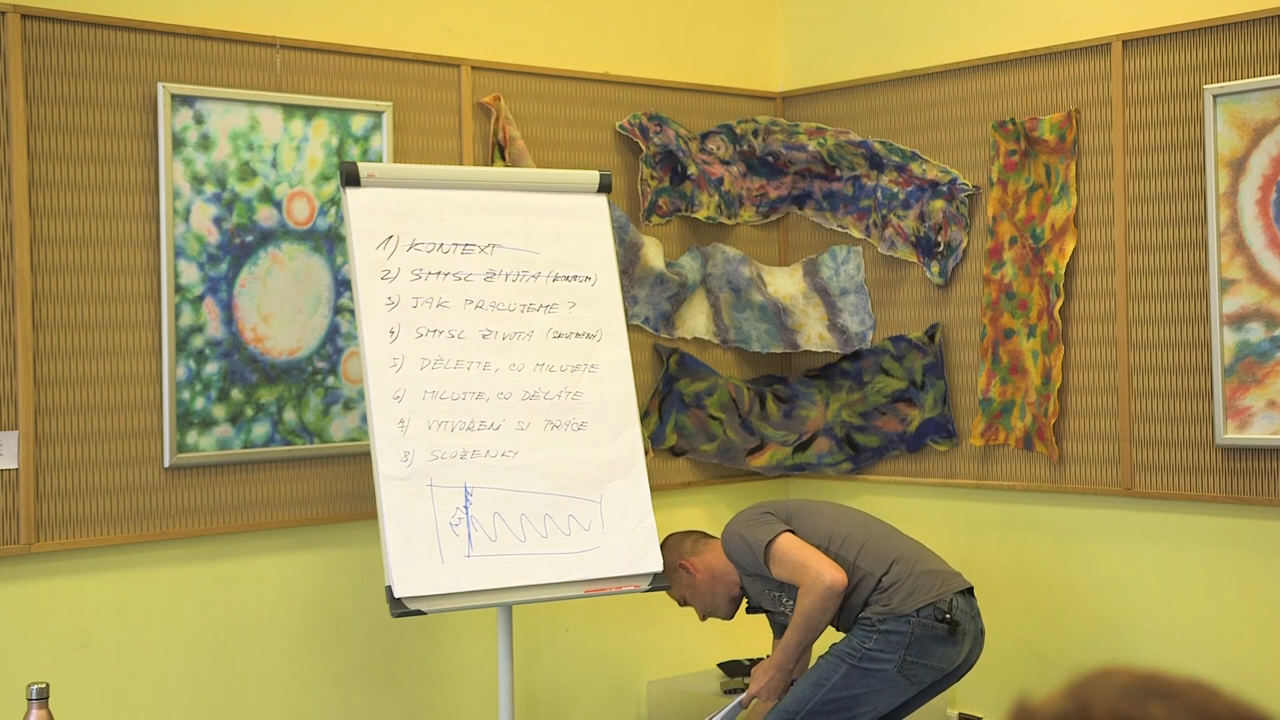 1) KONTEXT
2) SMYSL ŽIVOTA (KONZUM)
3) JAK PRACUJEME?
4) SMYSL ŽIVOTA (SKUTEČNÝ)
5) DĚLEJTE, CO MILUJETE
6) MILUJTE, CO DĚLÁTE
7) VYTVOŘENÍ SI PRÁCE
8) SLOŽENKY